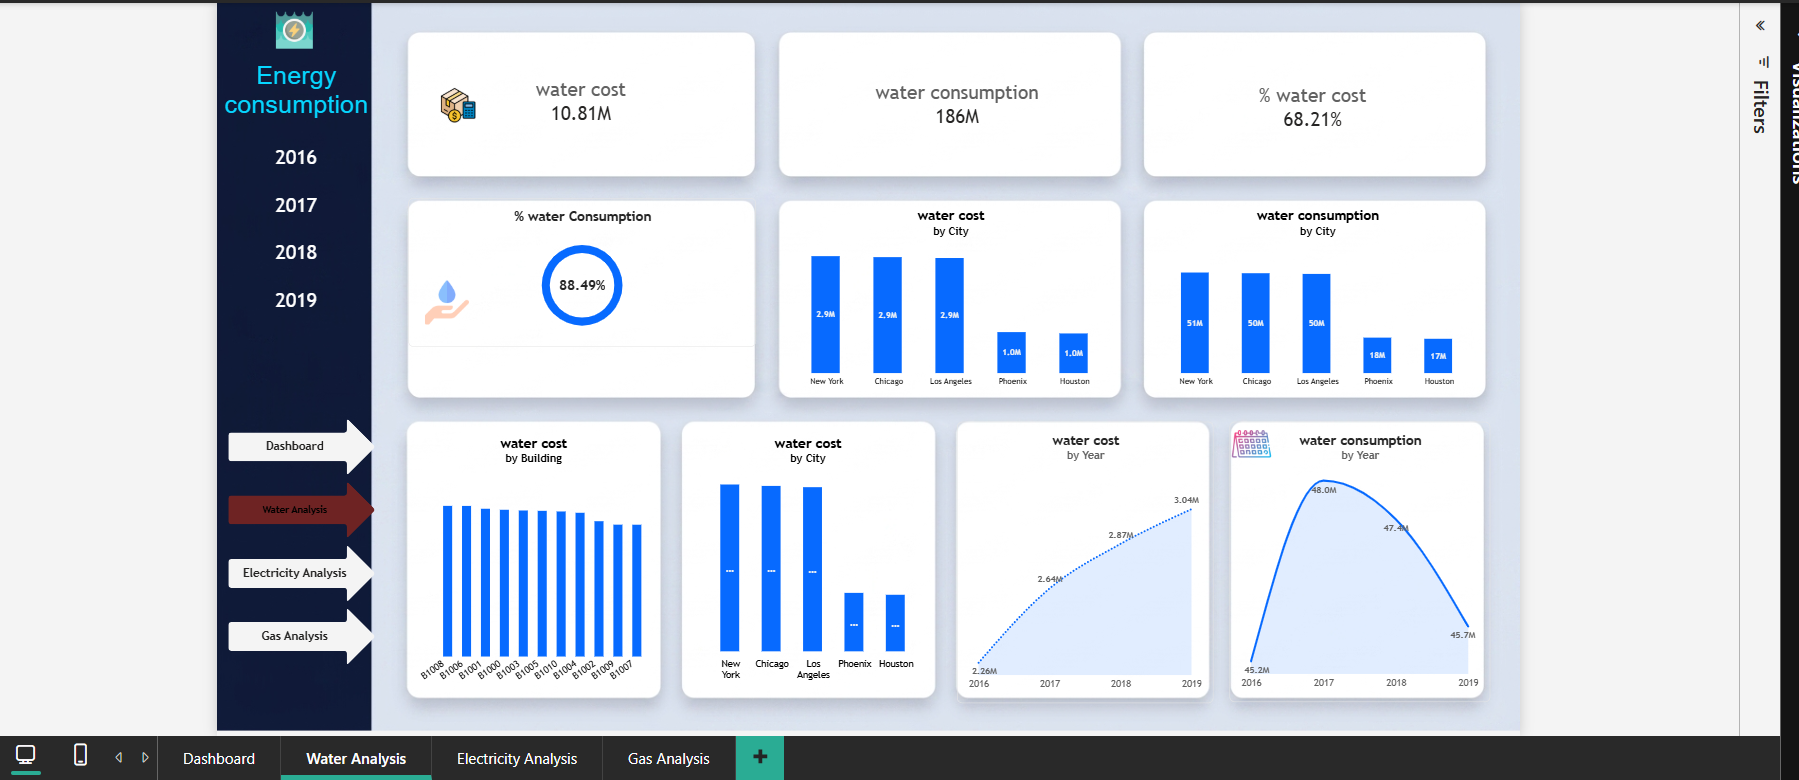 Energy
consumption
2016
2017
2018
2019
Dashboard
Water Analysis
Electricity Analysis
Gas Analysis
water cost
10.81M
water consumption
186M
% water cost
68.21%
% water Consumption
88.49%
water cost
by City
2.9M
2.9M
2.9M
1.0M
1.0M
New York
Chicago
Los Angeles
Phoenix
Houston
water consumption
by City
51M
50M
50M
18M
17M
New York
Chicago
Los Angeles
Phoenix
Houston
water cost
by Building
B1008
B1006
B1001
B1000
B1003
B1005
B1010
B1004
B1002
B1009
B1007
water cost
by City
...
...
...
...
...
New
York
Chicago
Los
Angeles
Phoenix
Houston
water cost
by Year
2.26M
2.64M
2.87M
3.04M
2016
2017
2018
2019
water consumption
by Year
45.2M
48.0M
47.4M
45.7M
2016
2017
2018
2019
Filters
Visualizations
Dashboard
Water Analysis
Electricity Analysis
Gas Analysis